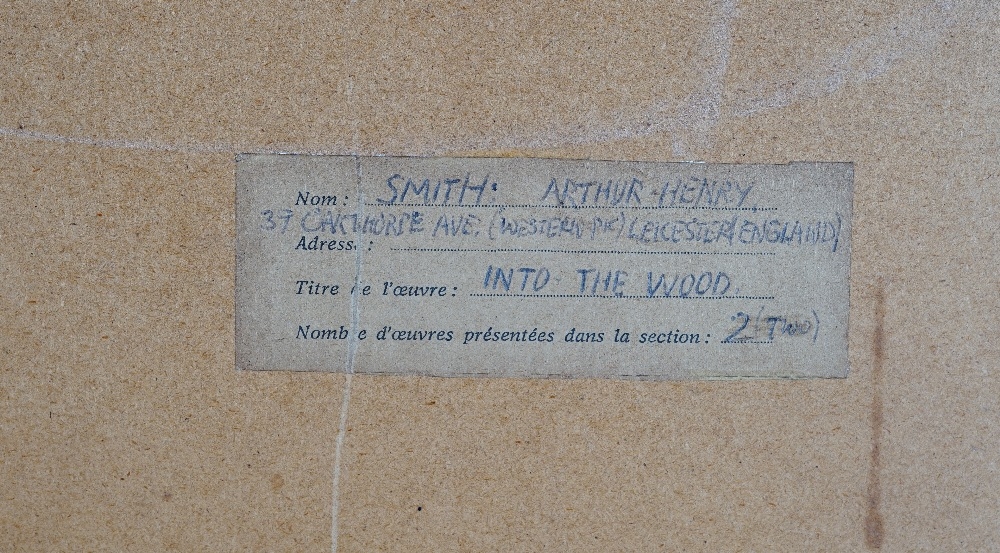 Nom : SMITH: ARTHUR HENRY.
37 OAKTHORPE AVE. (WESTERN PK) LEICESTER (ENGLAND)
Adress. :
Titre de l'œuvre : INTO THE WOOD.
Nombre d'œuvres présentées dans la section : 2 (TWO)